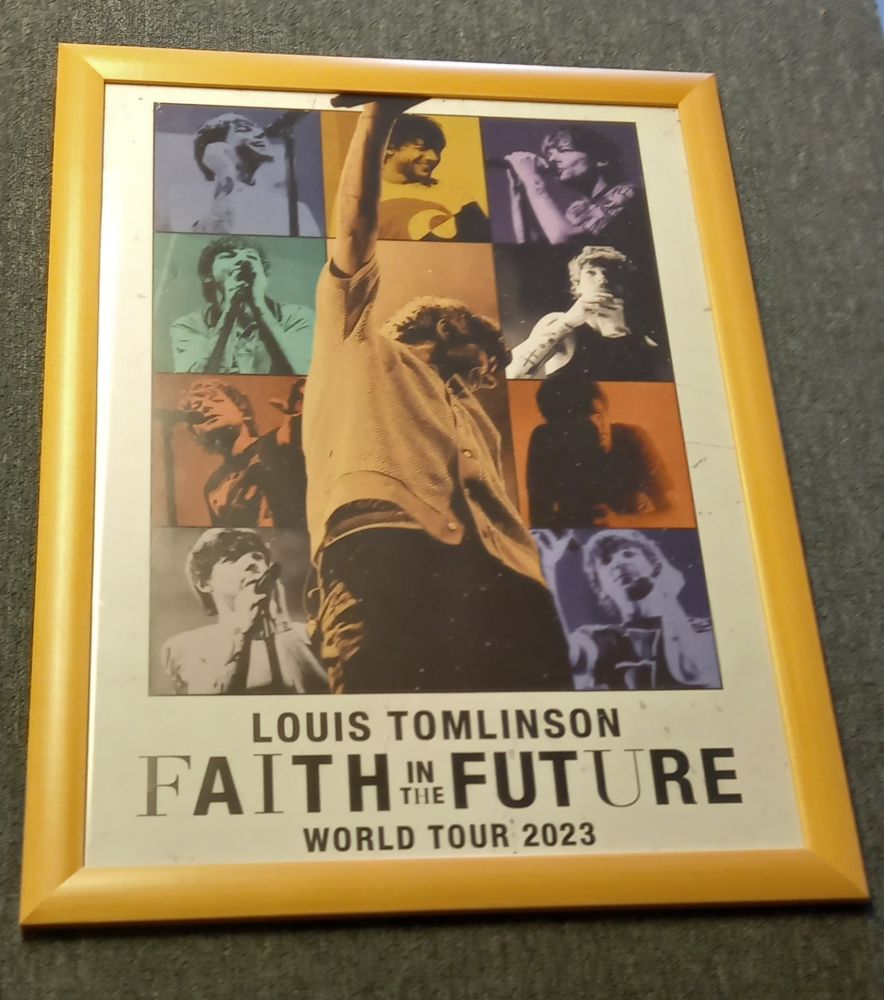 LOUIS TOMLINSON
FAITH IN THE FUTURE
WORLD TOUR 2023